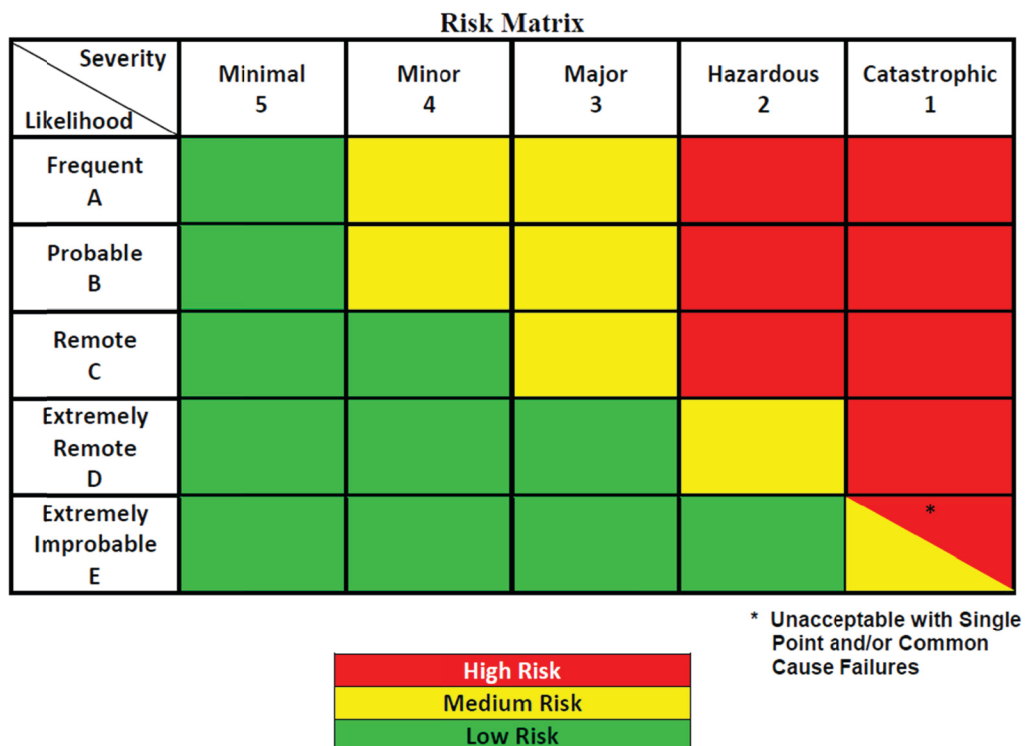 Risk Matrix
Severity
Likelihood
Minimal
5
Minor
4
Major
3
Hazardous
2
Catastrophic
1
Frequent
A
Probable
B
Remote
C
Extremely
Remote
D
Extremely
Improbable
E
*
* Unacceptable with Single
Point and/or Common
Cause Failures
High Risk
Medium Risk
Low Risk